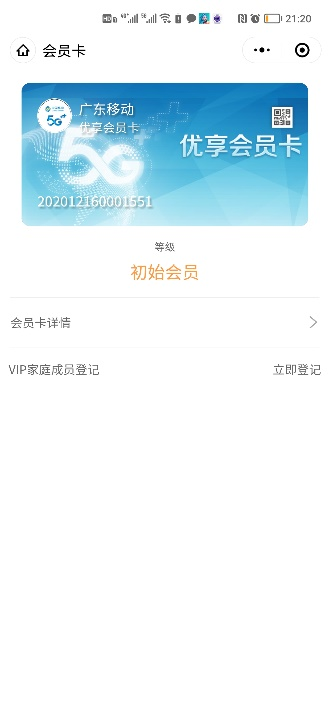 21:20
会员卡
广东移动
优享会员卡
5G
优享会员卡
5G
202012160001551
等级
初始会员
会员卡详情
VIP家庭成员登记 立即登记